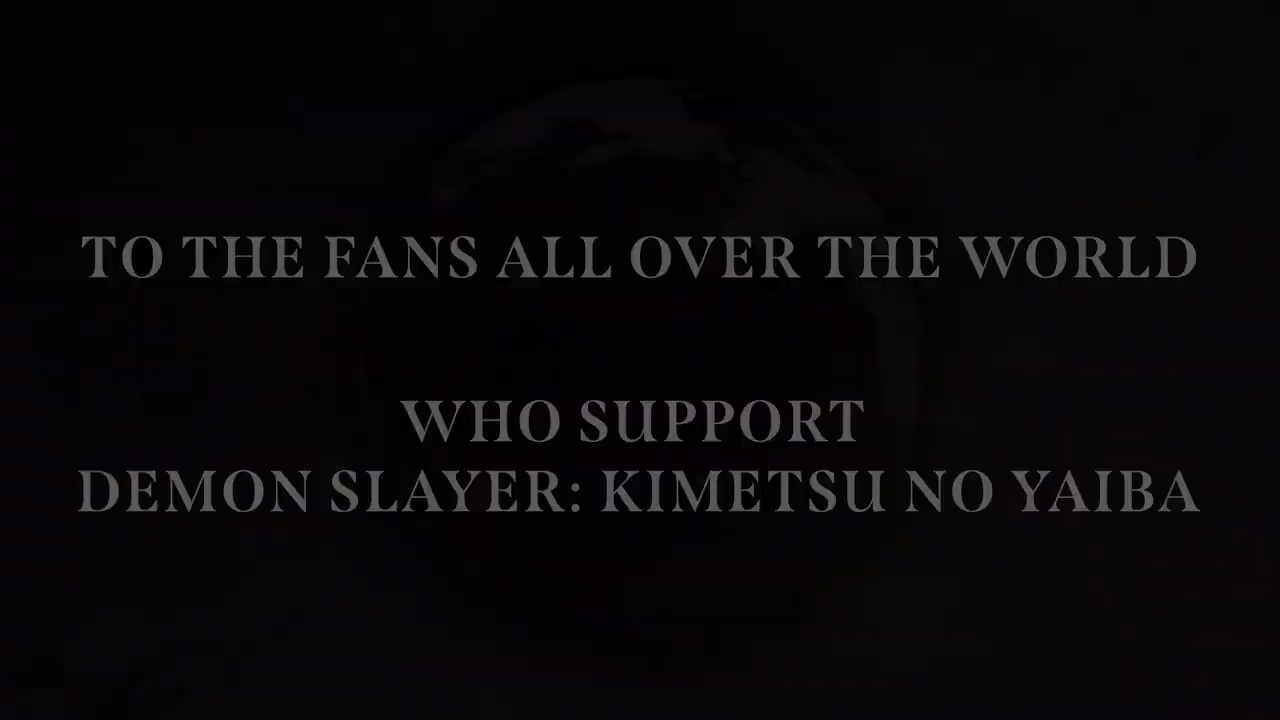 TO THE FANS ALL OVER THE WORLD
WHO SUPPORT
DEMON SLAYER: KIMETSU NO YAIBA